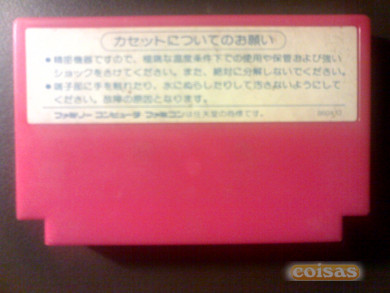 カセットについてのお願い
●精密機器ですので、極端な温度条件下での使用や保管および強い
ショックをさけてください。また、絶対に分解しないでください。
●端子部に手を触れたり、水にぬらしたりして汚さないようにして
ください。故障の原因となります。
ファミリーコンピュータ ファミコンは任天堂の商標です。
coisas